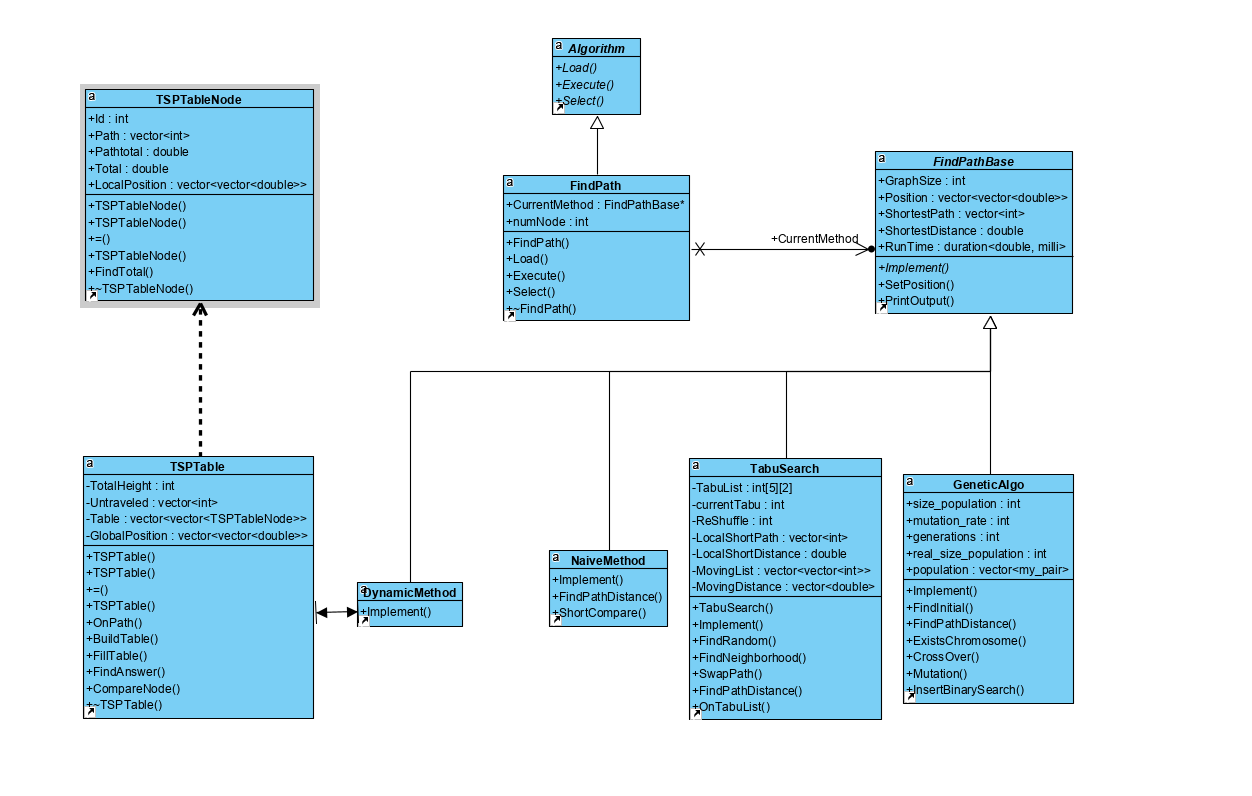 a
Algorithm
+Load()
+Execute()
+Select()
a
TSPTableNode
+Id : int
+Path : vector<int>
+Pathtotal : double
+Total : double
+LocalPosition : vector<vector<double>>
+TSPTableNode()
+TSPTableNode()
+=()
+TSPTableNode()
+FindTotal()
+~TSPTableNode()
a
FindPath
+CurrentMethod : FindPathBase*
+numNode : int
+FindPath()
+Load()
+Execute()
+Select()
+~FindPath()
+CurrentMethod
a
FindPathBase
+GraphSize : int
+Position : vector<vector<double>>
+ShortestPath : vector<int>
+ShortestDistance : double
+RunTime : duration<double, milli>
+Implement()
+SetPosition()
+PrintOutput()
a
TSPTable
-TotalHeight : int
-Untraveled : vector<int>
-Table : vector<vector<TSPTableNode>>
-GlobalPosition : vector<vector<double>>
+TSPTable()
+TSPTable()
+=()
+TSPTable()
+OnPath()
+BuildTable()
+FillTable()
+FindAnswer()
+CompareNode()
+~TSPTable()
a
DynamicMethod
+Implement()
a
NaiveMethod
+Implement()
+FindPathDistance()
+ShortCompare()
a
TabuSearch
-TabuList : int[5][2]
-currentTabu : int
-ReShuffle : int
-LocalShortPath : vector<int>
-LocalShortDistance : double
-MovingList : vector<vector<int>>
-MovingDistance : vector<double>
+TabuSearch()
+Implement()
+FindRandom()
+FindNeighborhood()
+SwapPath()
+FindPathDistance()
+OnTabuList()
a
GeneticAlgo
+size_population : int
+mutation_rate : int
+generations : int
+real_size_population : int
+population : vector<my_pair>
+Implement()
+FindInitial()
+FindPathDistance()
+ExistsChromosome()
+CrossOver()
+Mutation()
+InsertBinarySearch()